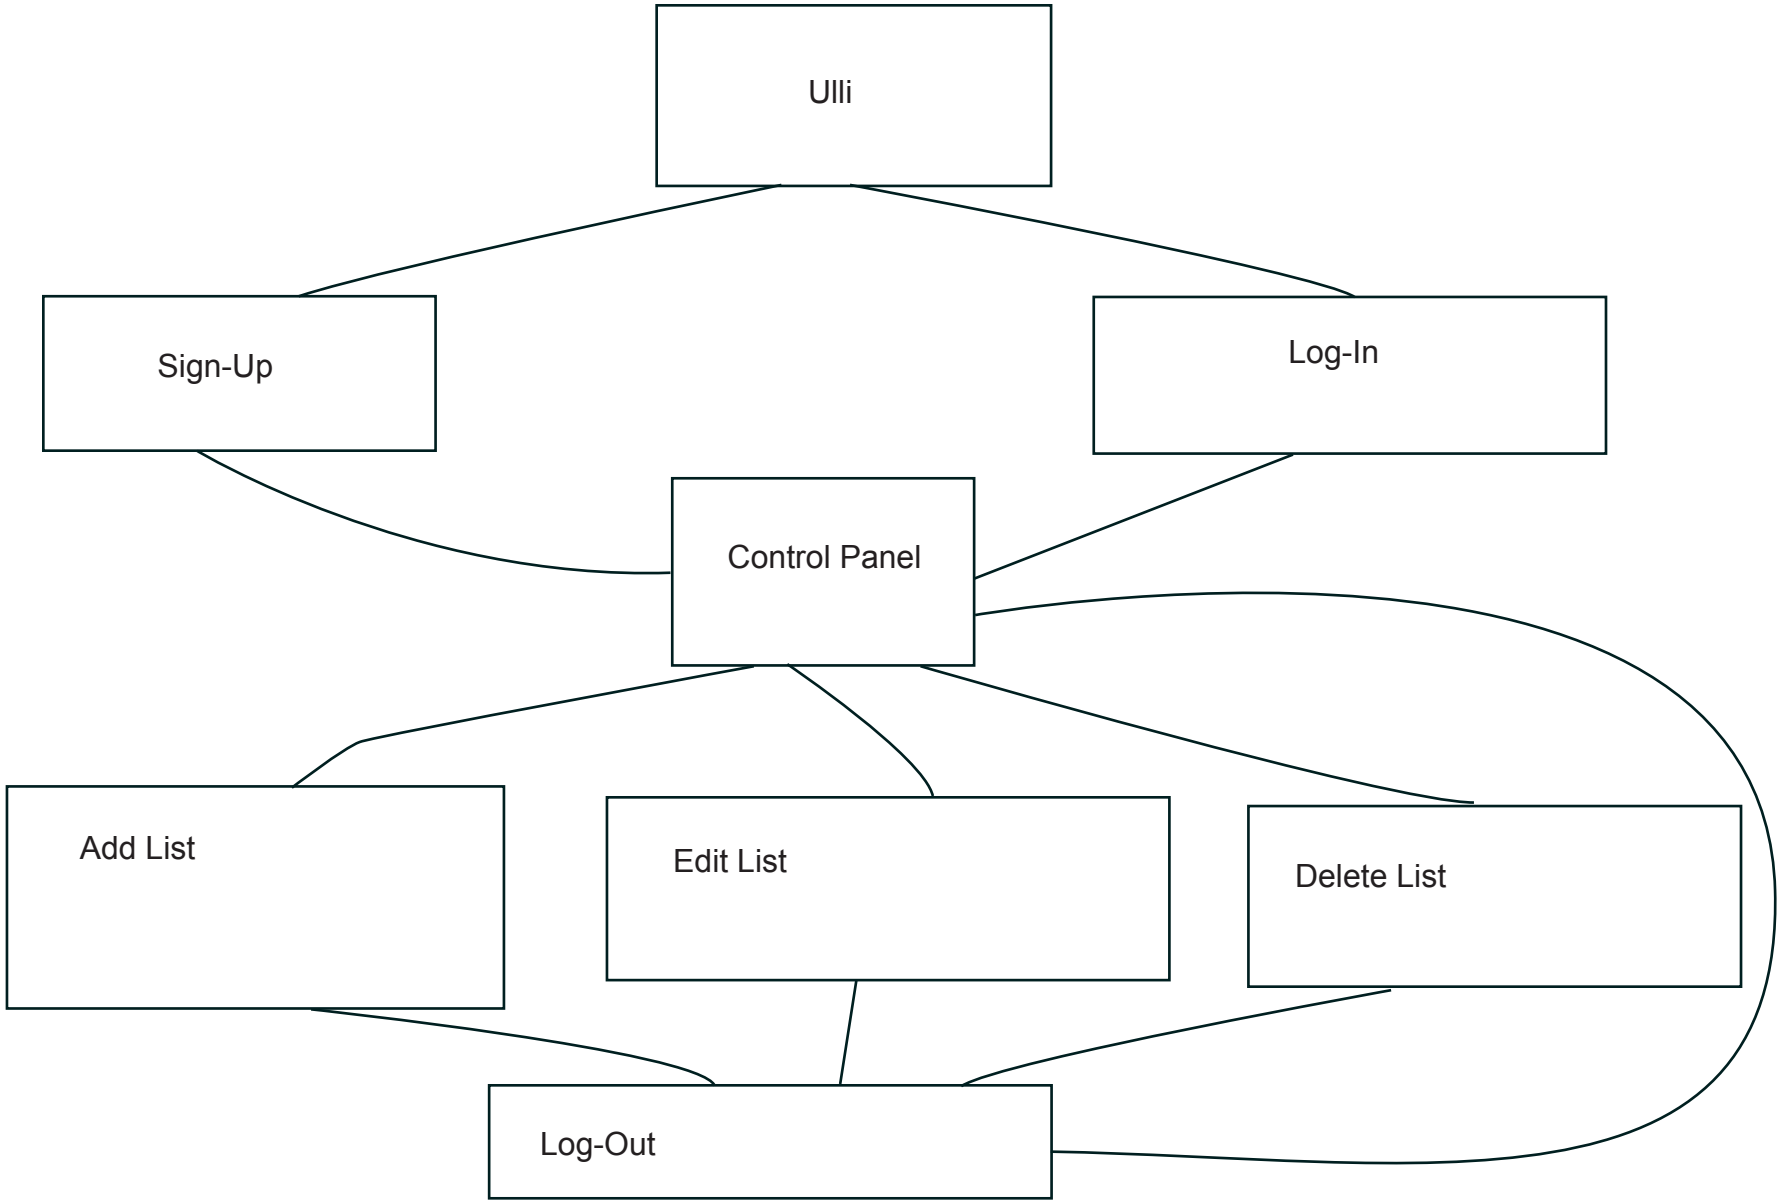 Ulli
Sign-Up
Log-In
Control Panel
Add List
Edit List
Delete List
Log-Out